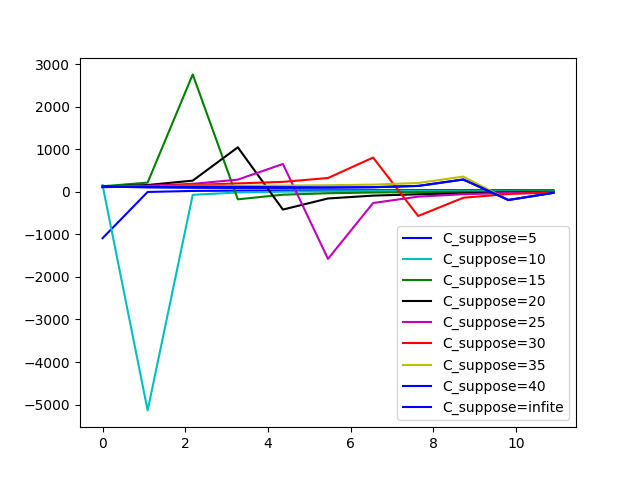 3000
2000
1000
0
−1000
−2000
−3000
−4000
−5000
0 2 4 6 8 10
C_suppose=5
C_suppose=10
C_suppose=15
C_suppose=20
C_suppose=25
C_suppose=30
C_suppose=35
C_suppose=40
C_suppose=infite